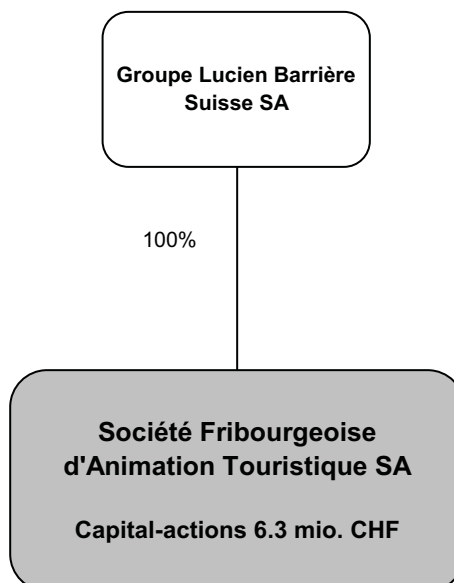 Groupe Lucien Barrière
Suisse SA
100%
Société Fribourgeoise
d'Animation Touristique SA
Capital-actions 6.3 mio. CHF